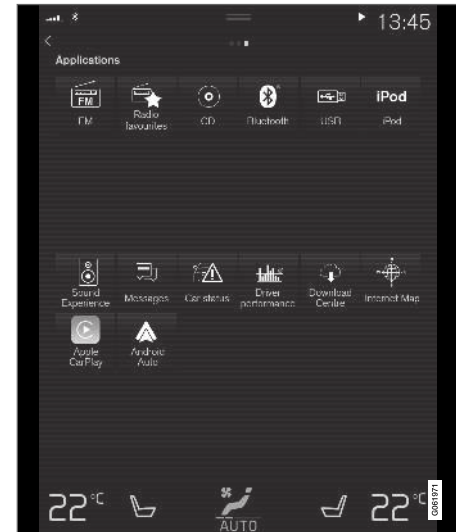 13:45
Applications
FM
FM
Radio
favourites
CD
Bluetooth
USB
iPod
iPod
Sound
Experience
Messages
Car status
Driver
performance
Download
Centre
Internet Map
Apple
CarPlay
Android
Auto
22°C
AUTO
22°C
G061971